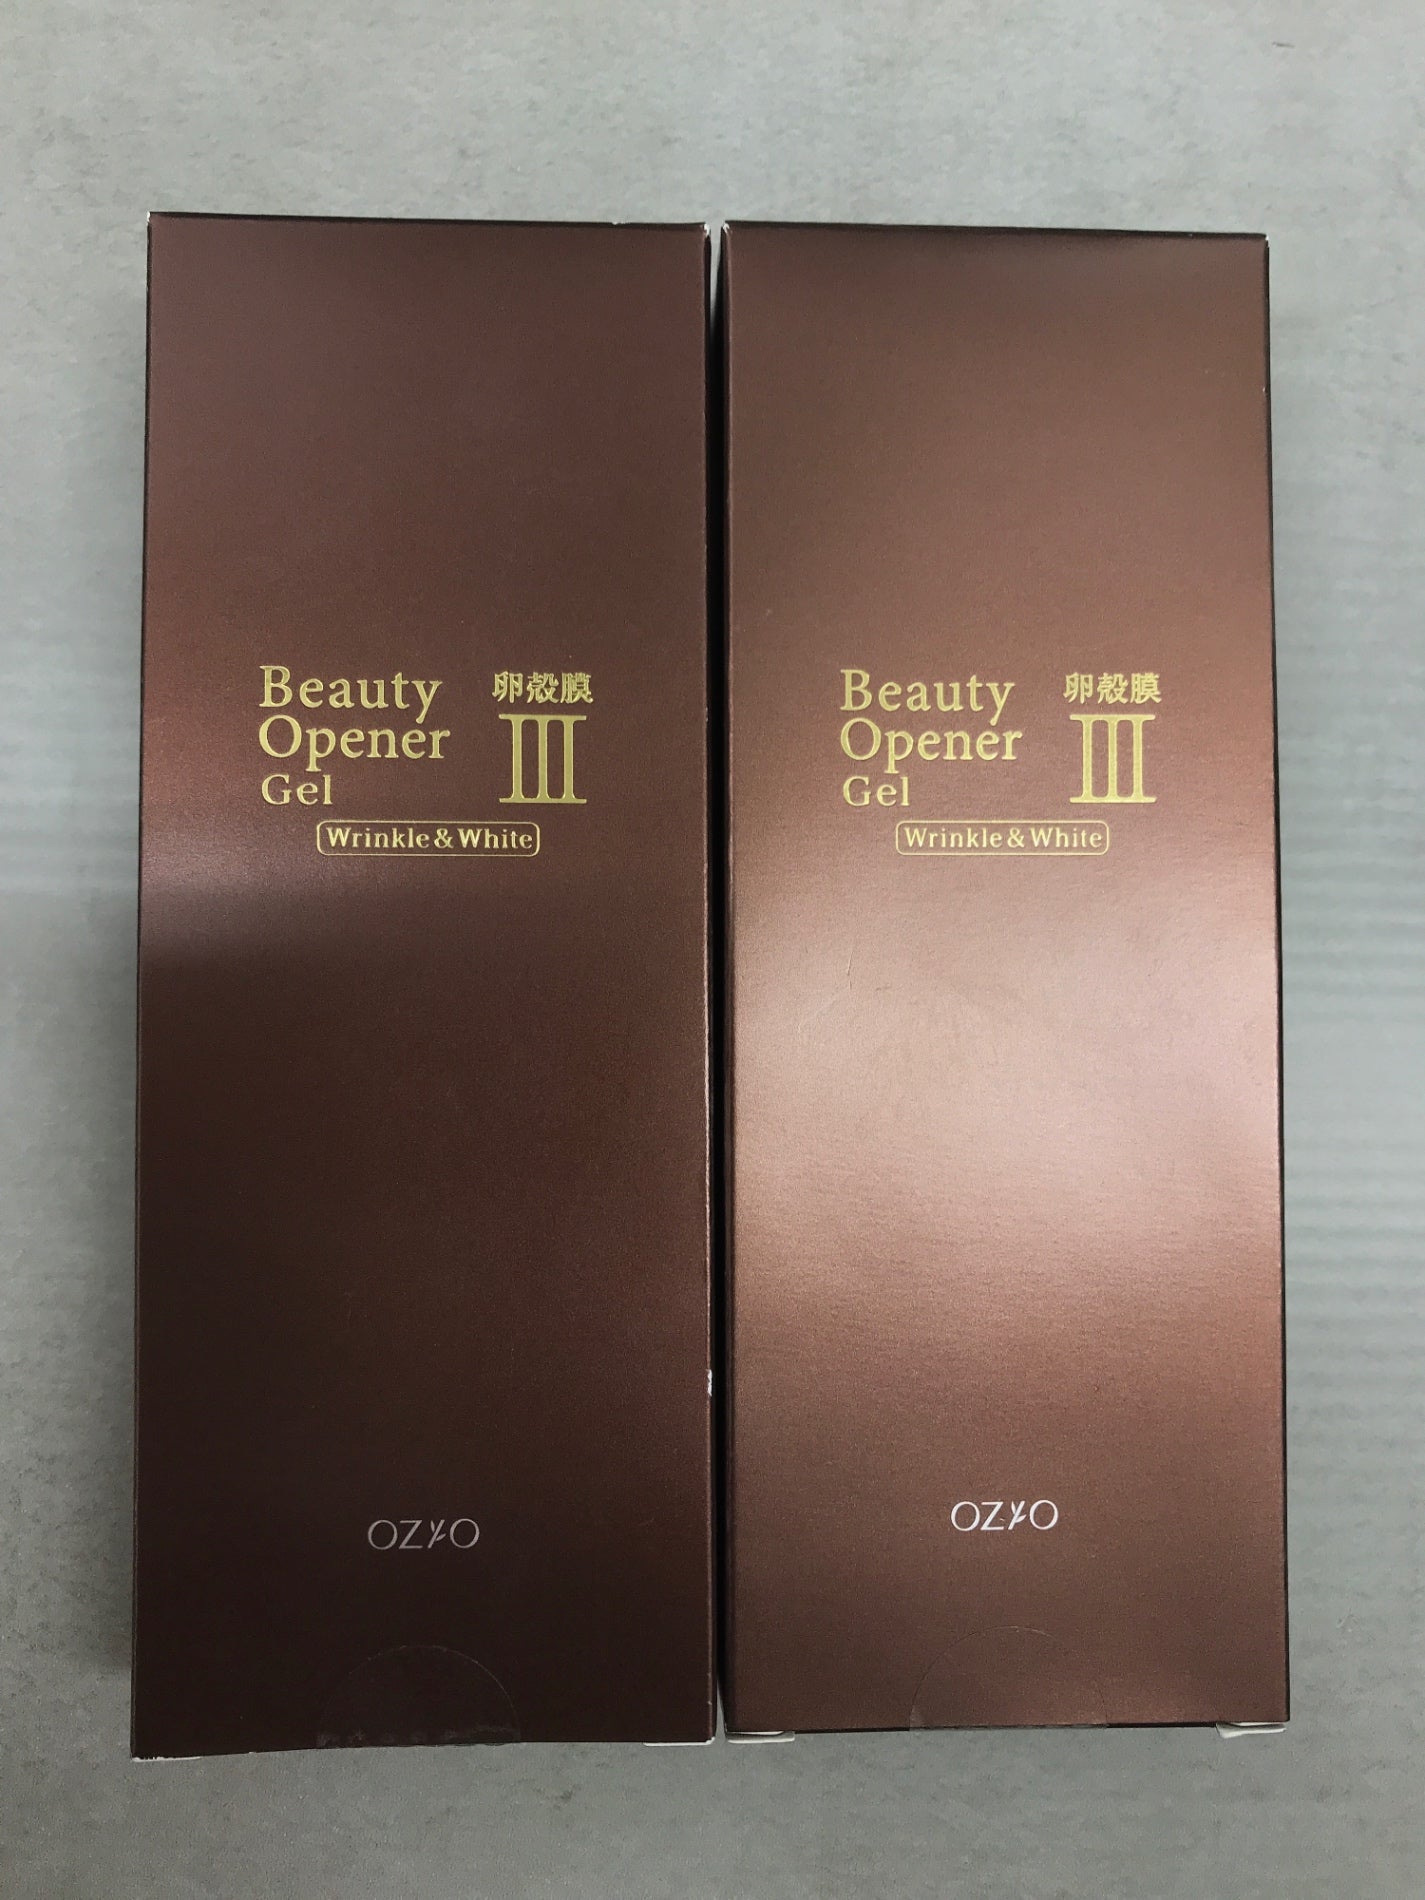 Beauty
Opener
Gel
卵殻膜
III
Wrinkle&White
OZIO
Beauty
Opener
Gel
卵殻膜
III
Wrinkle&White
OZIO